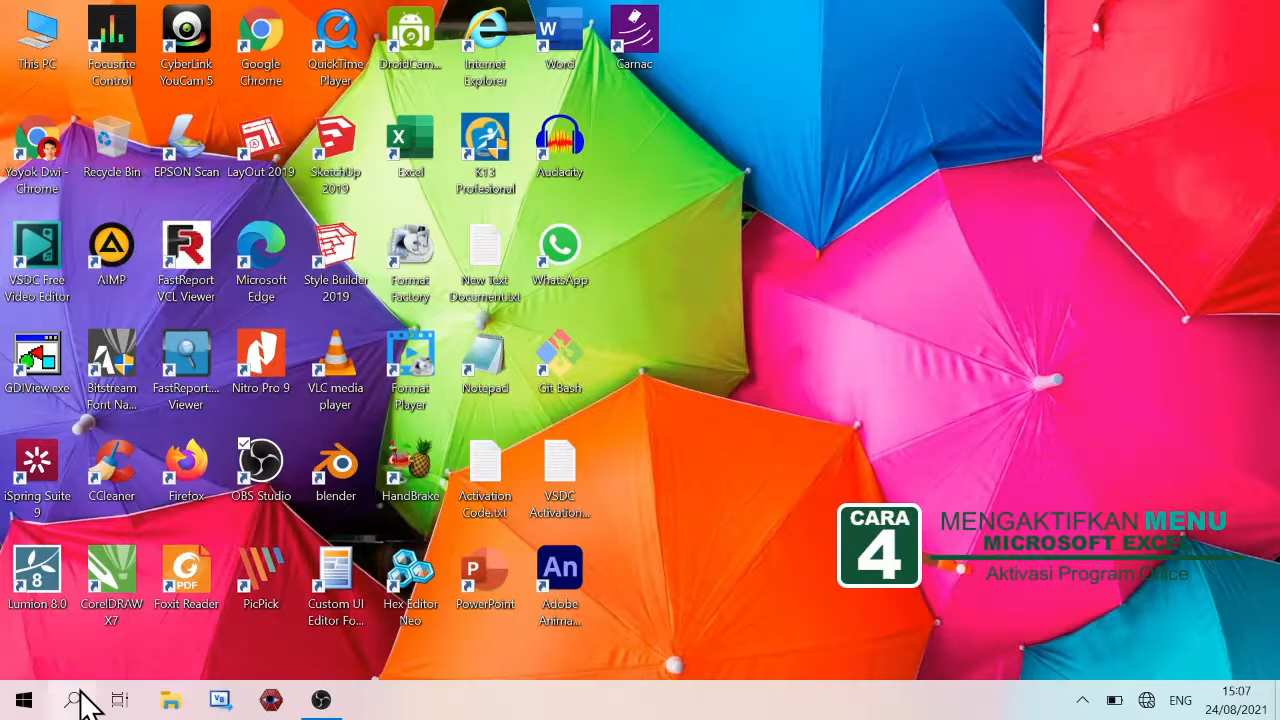 This PC
Focusrite
Control
CyberLink
YouCam 5
Google
Chrome
QuickTime
Player
DroidCam...
Internet
Explorer
Word
Carnac
Yoyok Dwi -
Chrome
Recycle Bin
EPSON Scan
LayOut 2019
SketchUp
2019
Excel
K13
Profesional
Audacity
VSDC Free
Video Editor
AIMP
FastReport
VCL Viewer
Microsoft
Edge
Style Builder
2019
Format
Factory
New Text
Document.txt
WhatsApp
GDIView.exe
Bitstream
Font Na...
FastReport....
Viewer
Nitro Pro 9
VLC media
player
Format
Player
Notepad
Git Bash
iSpring Suite
9
CCleaner
Firefox
OBS Studio
blender
HandBrake
Activation
Code.txt
VSDC
Activation...
Lumion 8.0
CorelDRAW
X7
Foxit Reader
PicPick
Custom UI
Editor Fo...
Hex Editor
Neo
PowerPoint
Adobe
Anima...
CARA
4
MENGAKTIFKAN MENU
MICROSOFT EXCEL
Aktivasi Program Office
ENG
15:07
24/08/2021